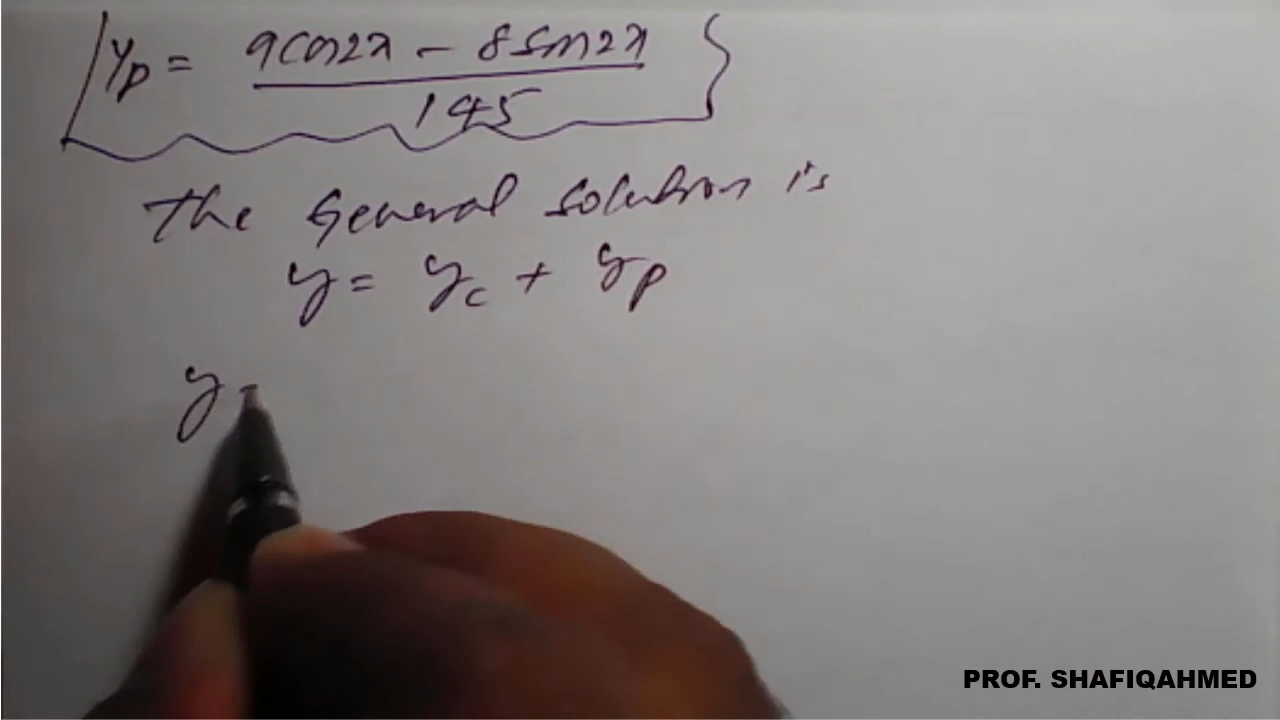 yp = 9cos2x - 8sin2x
145
The General solution is
y = yc + yp
y =
PROF. SHAFIQAHMED